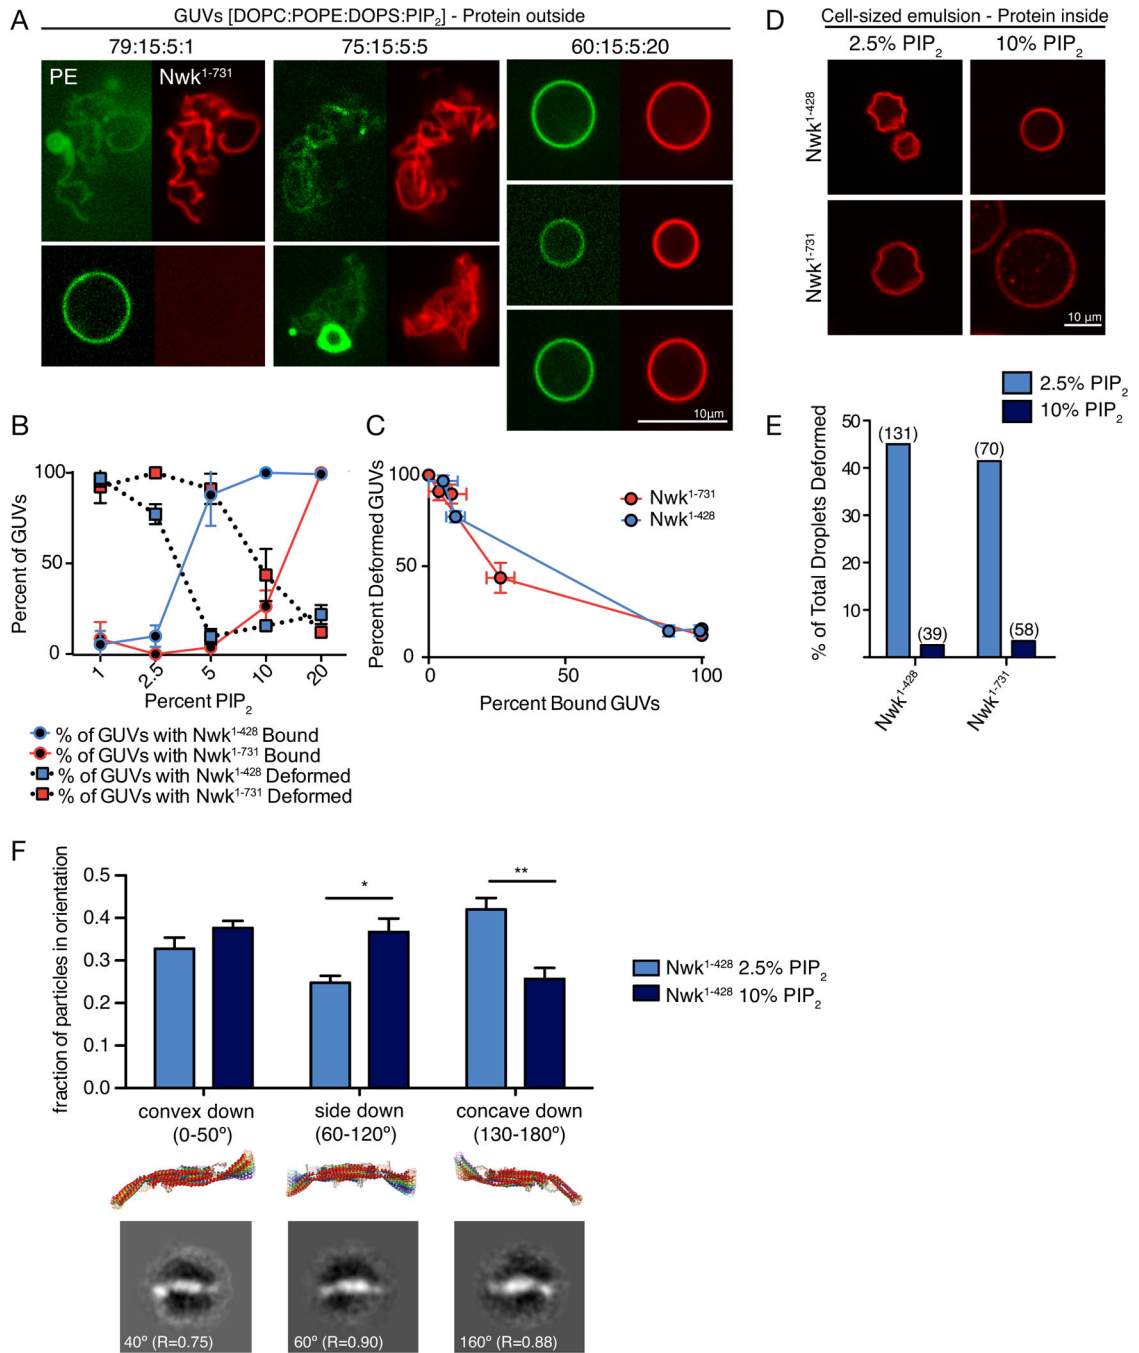 A
GUVs [DOPC:POPE:DOPS:PIP₂] - Protein outside
79:15:5:1
75:15:5:5
60:15:5:20
PE
Nwk¹⁻⁷³¹
10µm
D
Cell-sized emulsion - Protein inside
2.5% PIP₂
10% PIP₂
Nwk¹⁻⁴²⁸
Nwk¹⁻⁷³¹
10 µm
B
Percent of GUVs
100
50
0
1
2.5
5
10
20
Percent PIP₂
% of GUVs with Nwk¹⁻⁴²⁸ Bound
% of GUVs with Nwk¹⁻⁷³¹ Bound
% of GUVs with Nwk¹⁻⁴²⁸ Deformed
% of GUVs with Nwk¹⁻⁷³¹ Deformed
C
Percent Deformed GUVs
100
50
0
0
50
100
Percent Bound GUVs
Nwk¹⁻⁷³¹
Nwk¹⁻⁴²⁸
E
2.5% PIP₂
10% PIP₂
% of Total Droplets Deformed
50
40
30
20
10
(131)
(39)
(70)
(58)
Nwk¹⁻⁴²⁸
Nwk¹⁻⁷³¹
F
fraction of particles in orientation
0.5
0.4
0.3
0.2
0.1
0.0
*
**
Nwk¹⁻⁴²⁸ 2.5% PIP₂
Nwk¹⁻⁴²⁸ 10% PIP₂
convex down
(0-50º)
side down
(60-120º)
concave down
(130-180º)
40º (R=0.75)
60º (R=0.90)
160º (R=0.88)